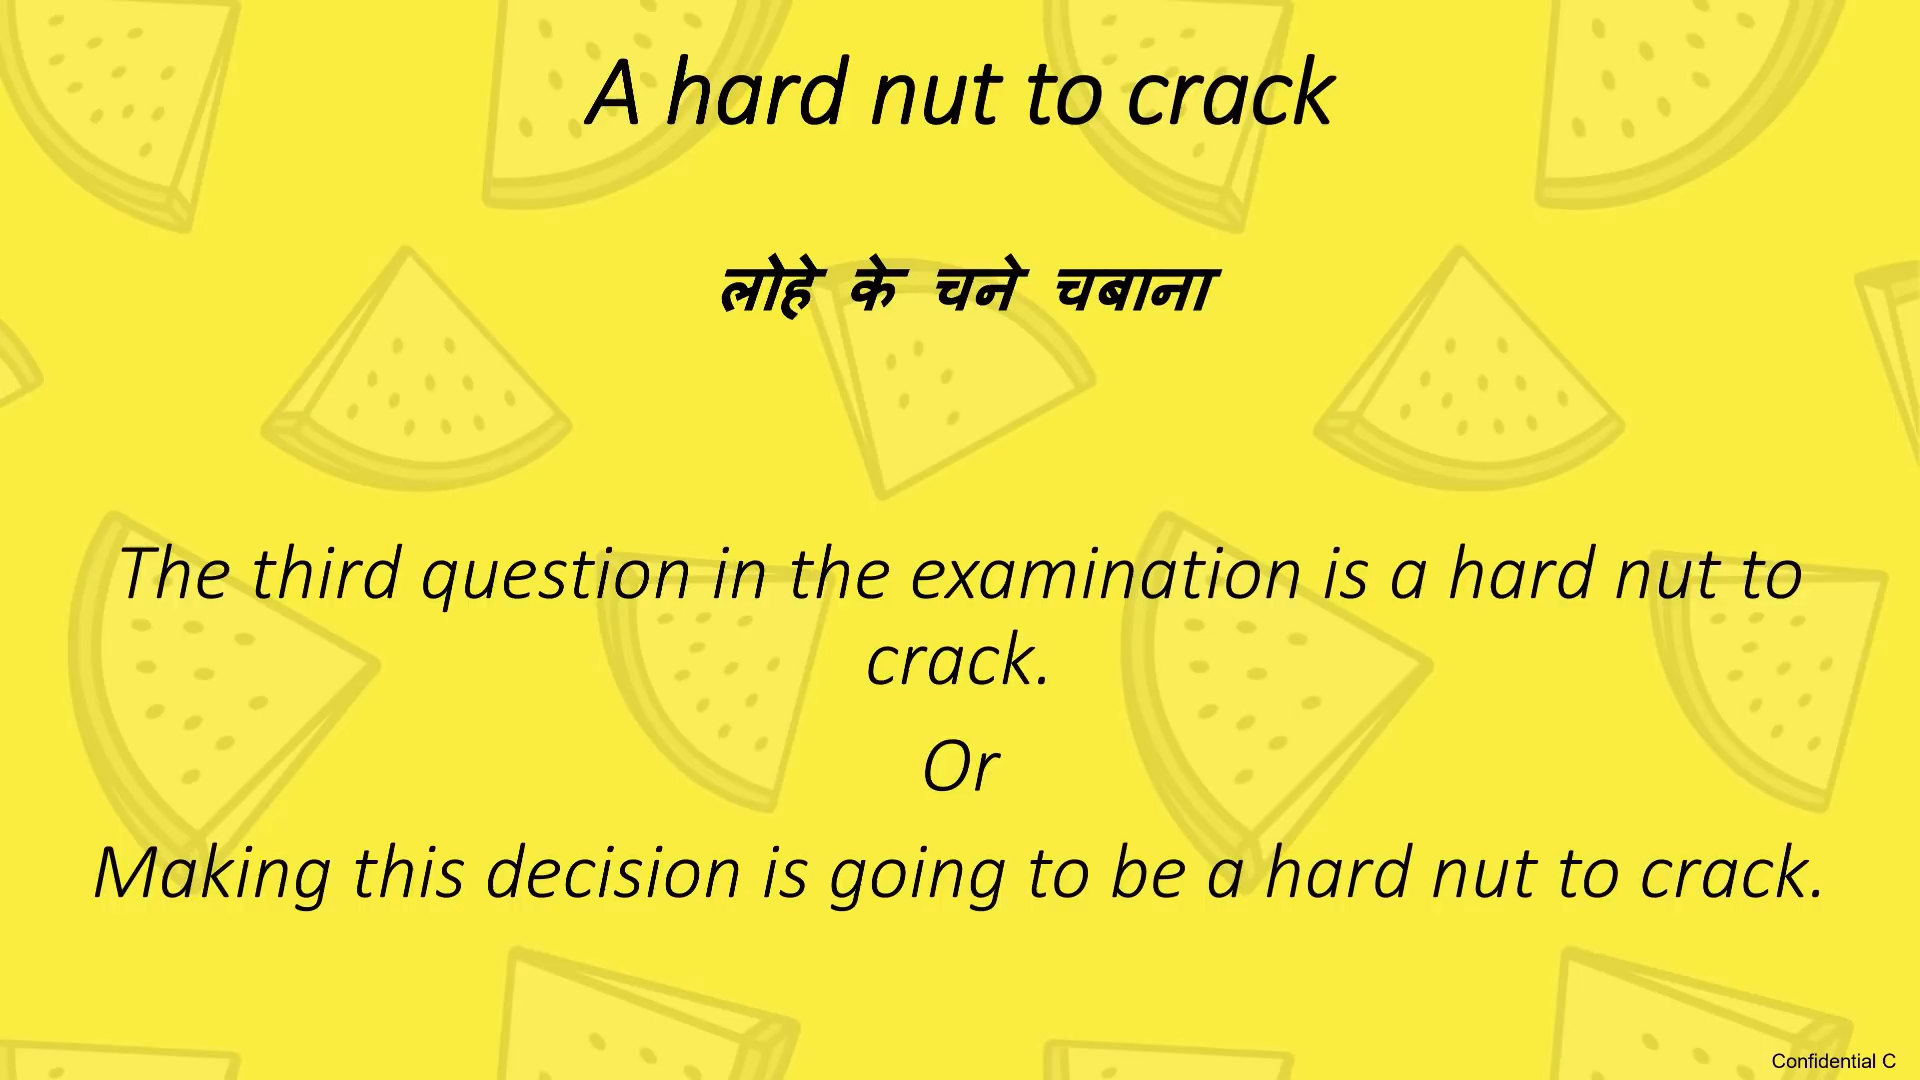 A hard nut to crack
लोहे के चने चबाना
The third question in the examination is a hard nut to
crack.
Or
Making this decision is going to be a hard nut to crack.
Confidential C